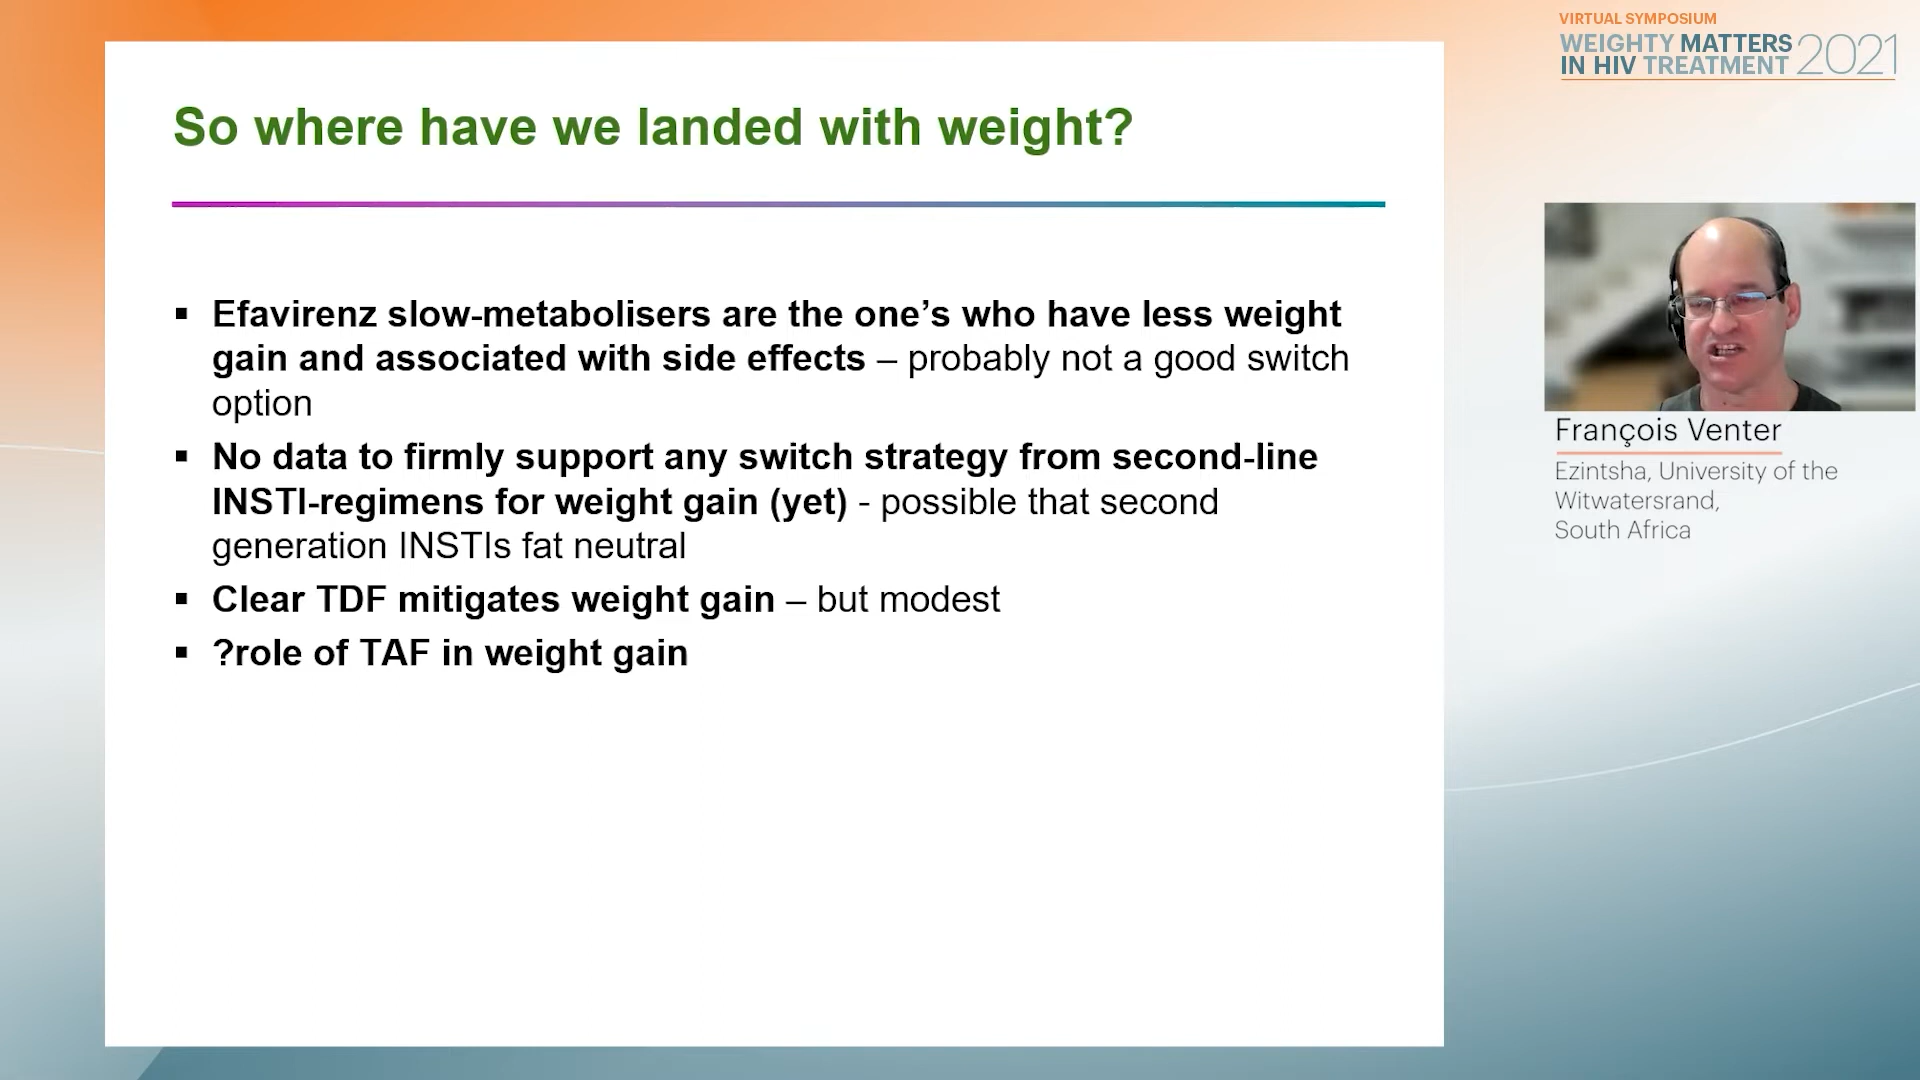 VIRTUAL SYMPOSIUM
WEIGHTY MATTERS
IN HIV TREATMENT 2021
So where have we landed with weight?
▪ Efavirenz slow-metabolisers are the one’s who have less weight
gain and associated with side effects – probably not a good switch
option
▪ No data to firmly support any switch strategy from second-line
INSTI-regimens for weight gain (yet) - possible that second
generation INSTIs fat neutral
▪ Clear TDF mitigates weight gain – but modest
▪ ?role of TAF in weight gain
François Venter
Ezintsha, University of the
Witwatersrand,
South Africa